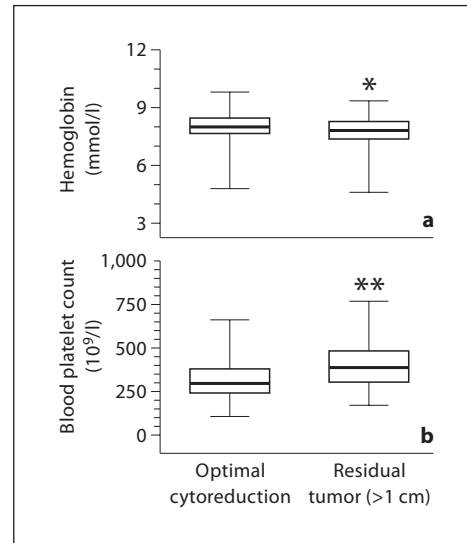 Hemoglobin
(mmol/l)
12
9
6
3
*
a
Blood platelet count
(10⁹/l)
1,000
750
500
250
0
**
b
Optimal
cytoreduction
Residual
tumor (>1 cm)